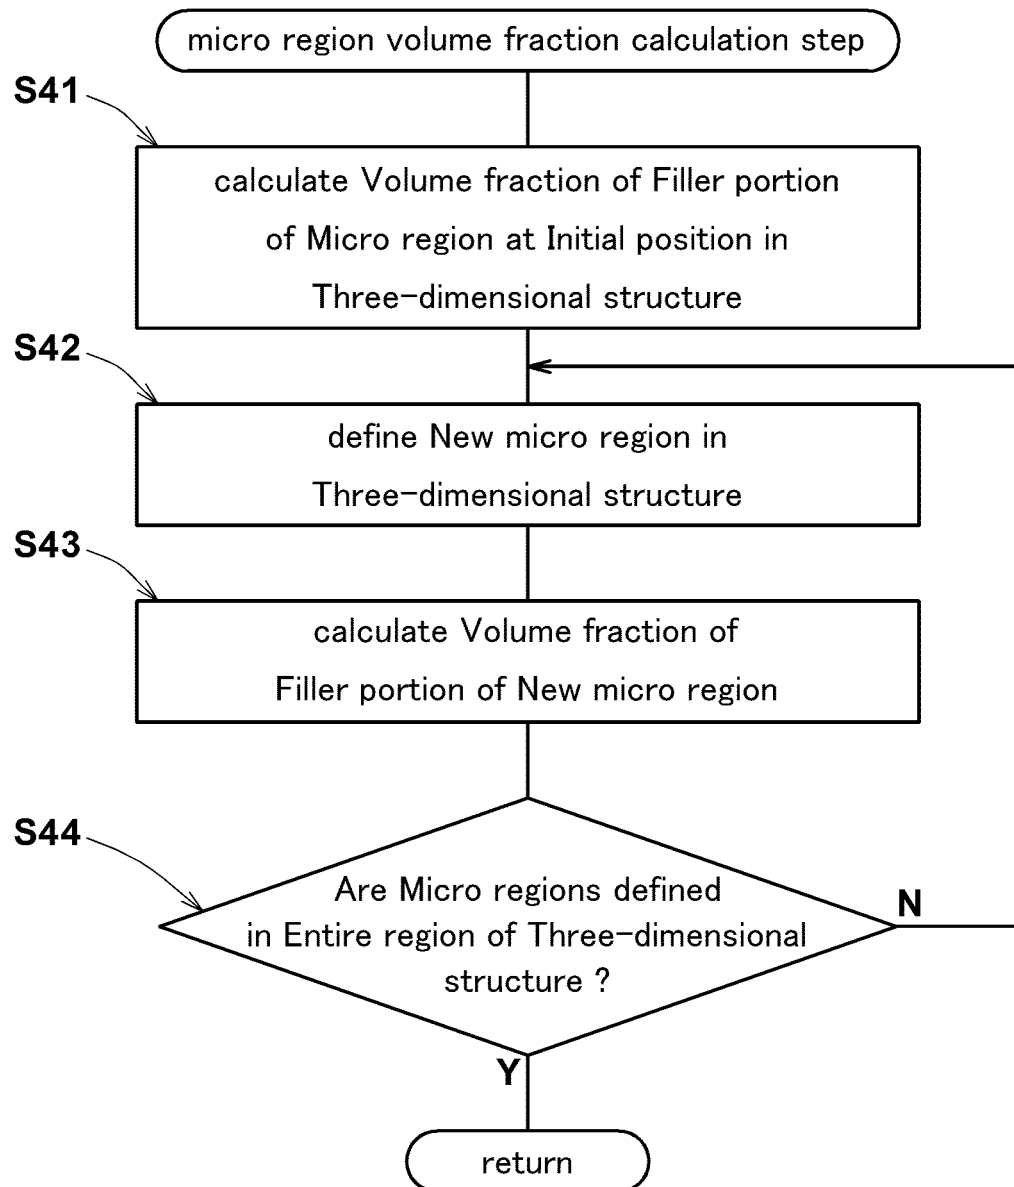 micro region volume fraction calculation step
S41
calculate Volume fraction of Filler portion
of Micro region at Initial position in
Three-dimensional structure
S42
define New micro region in
Three-dimensional structure
S43
calculate Volume fraction of
Filler portion of New micro region
S44
Are Micro regions defined
in Entire region of Three-dimensional
structure ?
N
Y
return